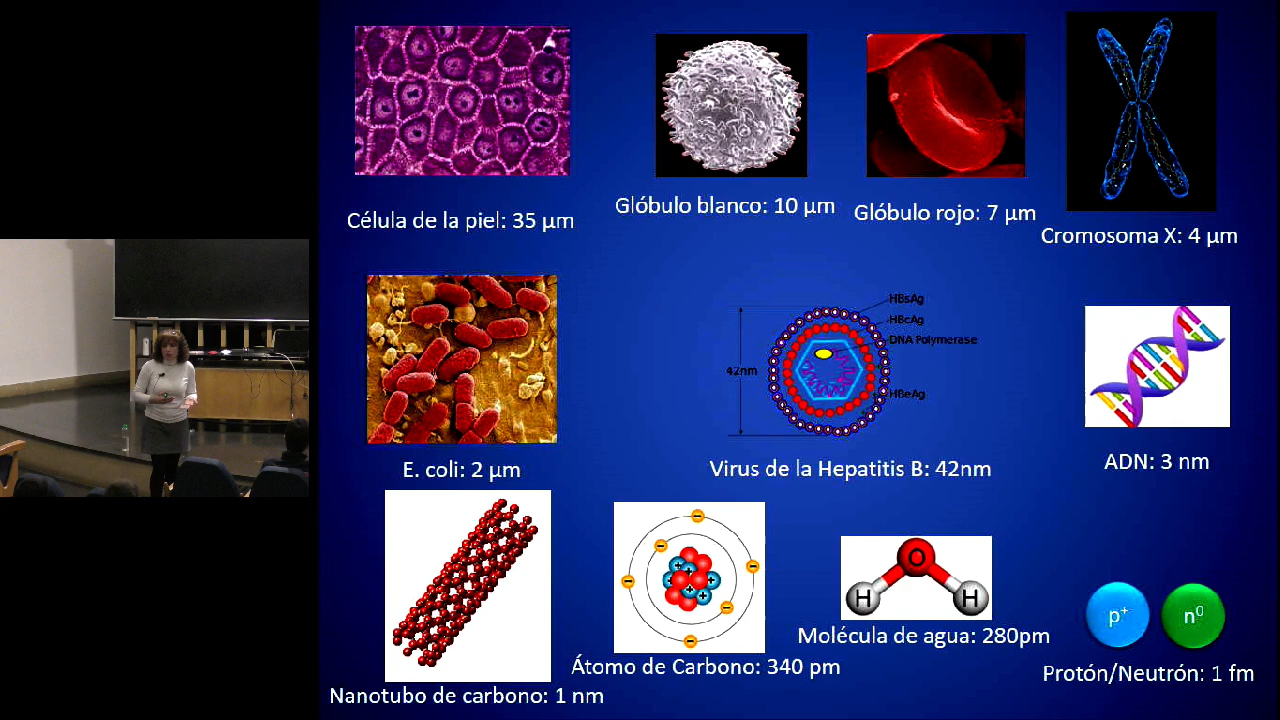 Célula de la piel: 35 µm
Glóbulo blanco: 10 µm
Glóbulo rojo: 7 µm
Cromosoma X: 4 µm
HBsAg
HBcAg
DNA Polymerase
42nm
HBeAg
E. coli: 2 µm
Virus de la Hepatitis B: 42nm
ADN: 3 nm
O
H
H
p⁺
n⁰
Nanotubo de carbono: 1 nm
Átomo de Carbono: 340 pm
Molécula de agua: 280pm
Protón/Neutrón: 1 fm